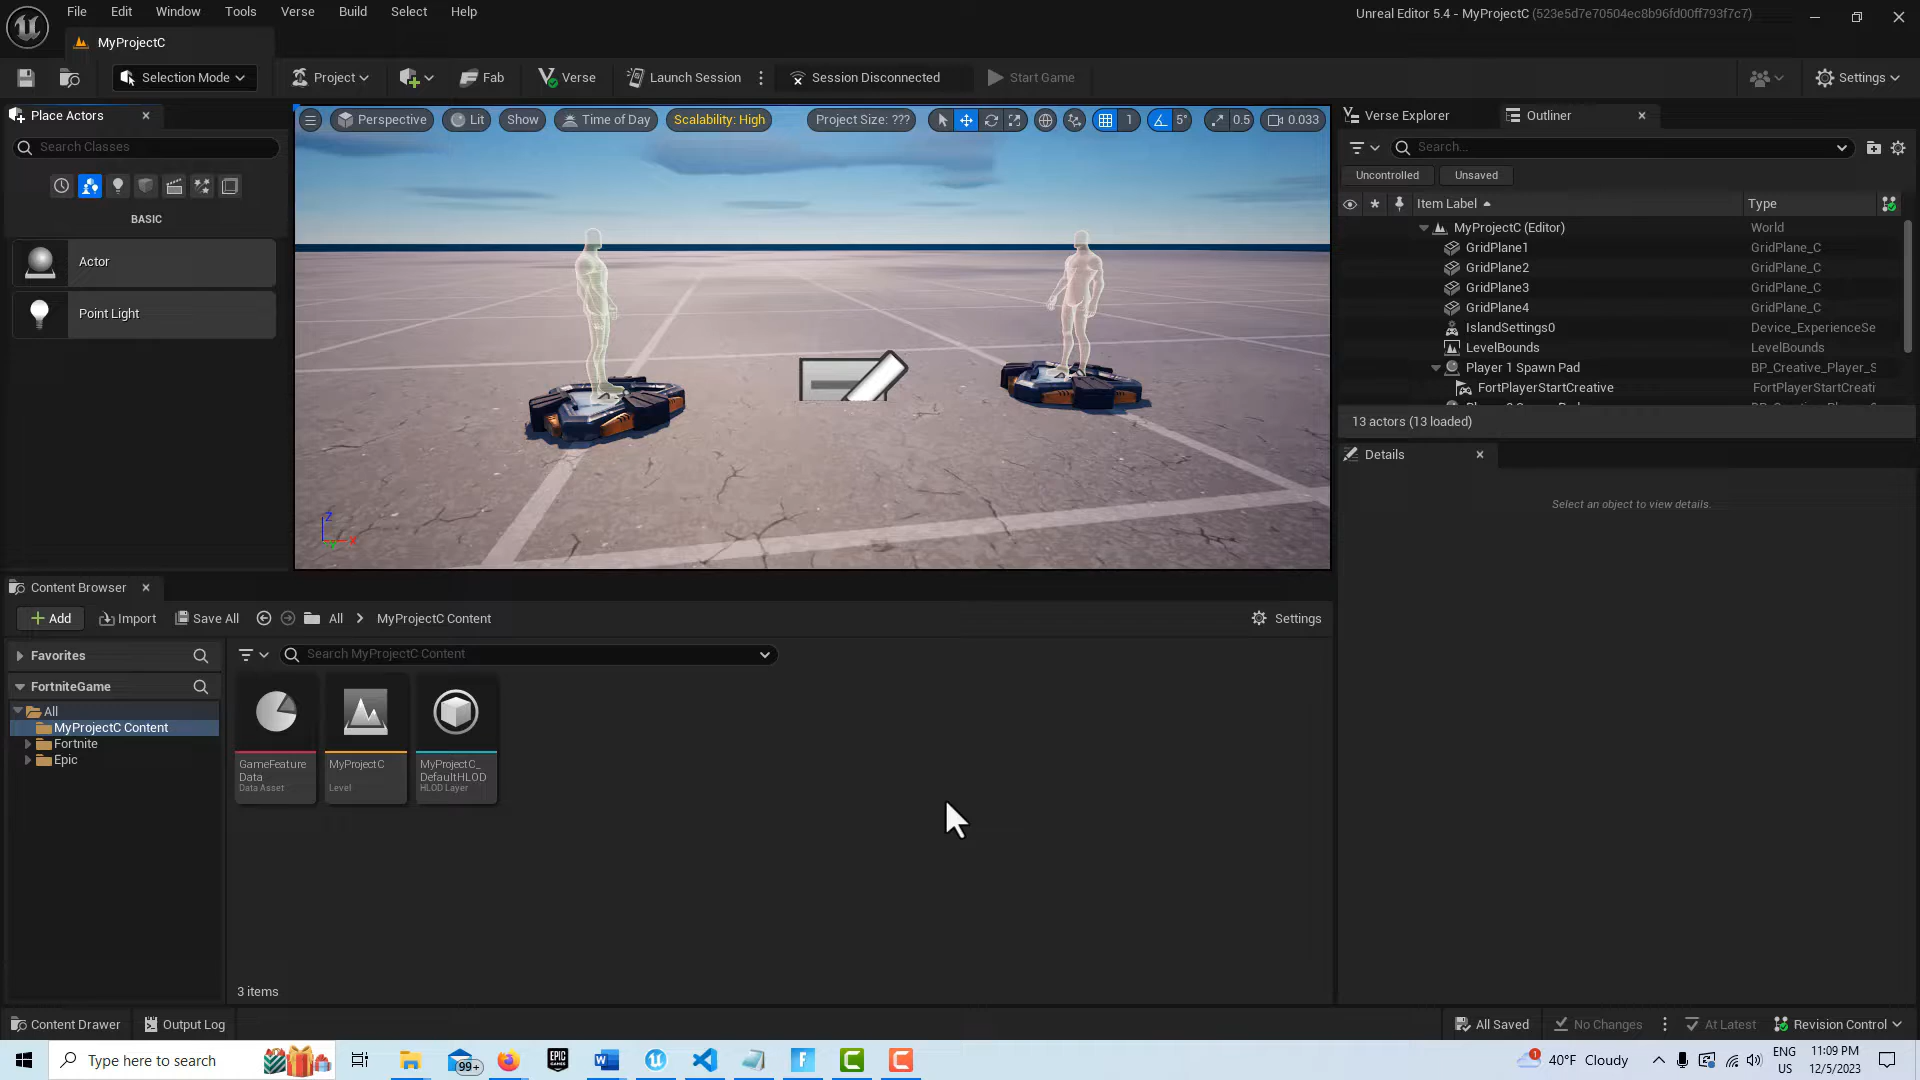 File Edit Window Tools Verse Build Select Help
Unreal Editor 5.4 - MyProjectC (523e5d7e70504ec8b96fd00ff793f7c7)
MyProjectC
Selection Mode Project Fab Verse Launch Session Session Disconnected Start Game Settings
Place Actors
Search Classes
BASIC
Actor
Point Light
Perspective Lit Show Time of Day Scalability: High Project Size: ??? 1 5° 0.5 0.033
Z
X
Verse Explorer Outliner
Search...
Uncontrolled Unsaved
Item Label Type
MyProjectC (Editor) World
GridPlane1 GridPlane_C
GridPlane2 GridPlane_C
GridPlane3 GridPlane_C
GridPlane4 GridPlane_C
IslandSettings0 Device_ExperienceSe
LevelBounds LevelBounds
Player 1 Spawn Pad BP_Creative_Player_S
FortPlayerStartCreative FortPlayerStartCreati
13 actors (13 loaded)
Details
Select an object to view details.
Content Browser
Add Import Save All All MyProjectC Content Settings
Favorites
Search MyProjectC Content
FortniteGame
All
MyProjectC Content
Fortnite
Epic
GameFeature
Data
Data Asset
MyProjectC
Level
MyProjectC_
DefaultHLOD
HLOD Layer
3 items
Content Drawer Output Log All Saved No Changes At Latest Revision Control
Type here to search
99+
EPIC
GAMES
1
40°F Cloudy
ENG
US
11:09 PM
12/5/2023